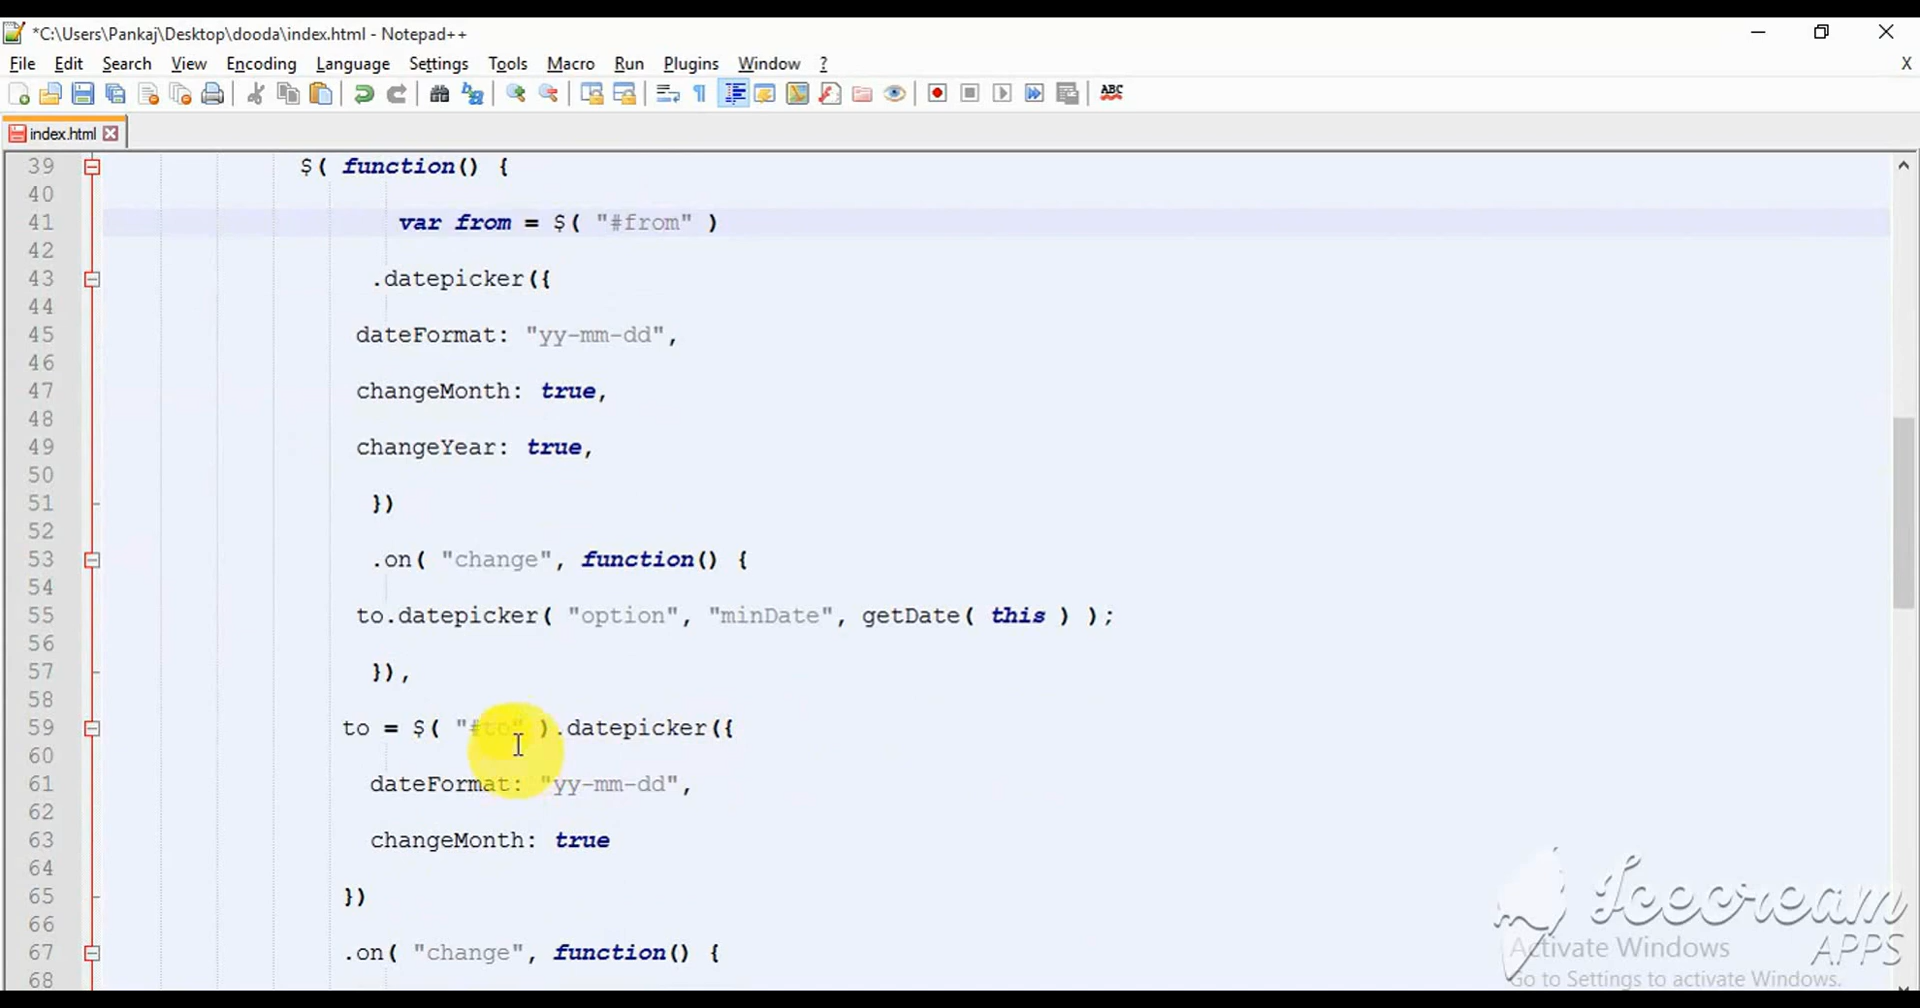 *C:\Users\Pankaj\Desktop\dooda\index.html - Notepad++
File Edit Search View Encoding Language Settings Tools Macro Run Plugins Window ? X
ABC
index.html
39 $( function() {
40
41 var from = $( "#from" )
42
43 .datepicker({
44
45 dateFormat: "yy-mm-dd",
46
47 changeMonth: true,
48
49 changeYear: true,
50
51 })
52
53 .on( "change", function() {
54
55 to.datepicker( "option", "minDate", getDate( this ) );
56
57 }),
58
59 to = $( "#to" ).datepicker({
60
61 dateFormat: "yy-mm-dd",
62
63 changeMonth: true
64
65 })
66
67 .on( "change", function() {
68
Icecream
APPS
Activate Windows
Go to Settings to activate Windows.